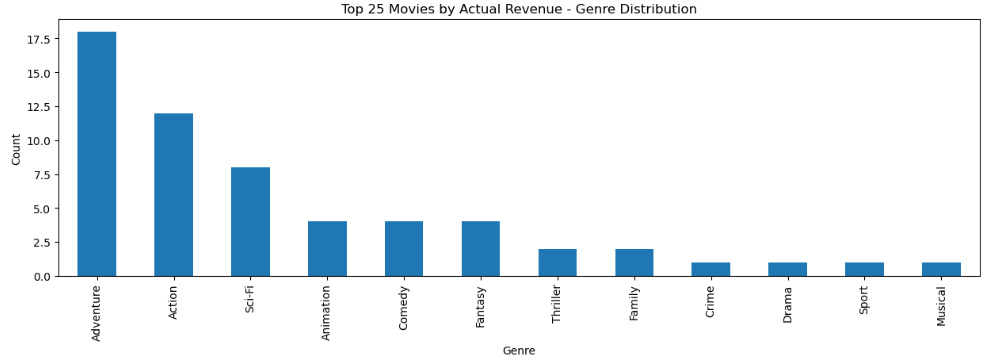 Top 25 Movies by Actual Revenue - Genre Distribution
Count
17.5
15.0
12.5
10.0
7.5
5.0
2.5
0.0
Adventure
Action
Sci-Fi
Animation
Comedy
Fantasy
Thriller
Family
Crime
Drama
Sport
Musical
Genre